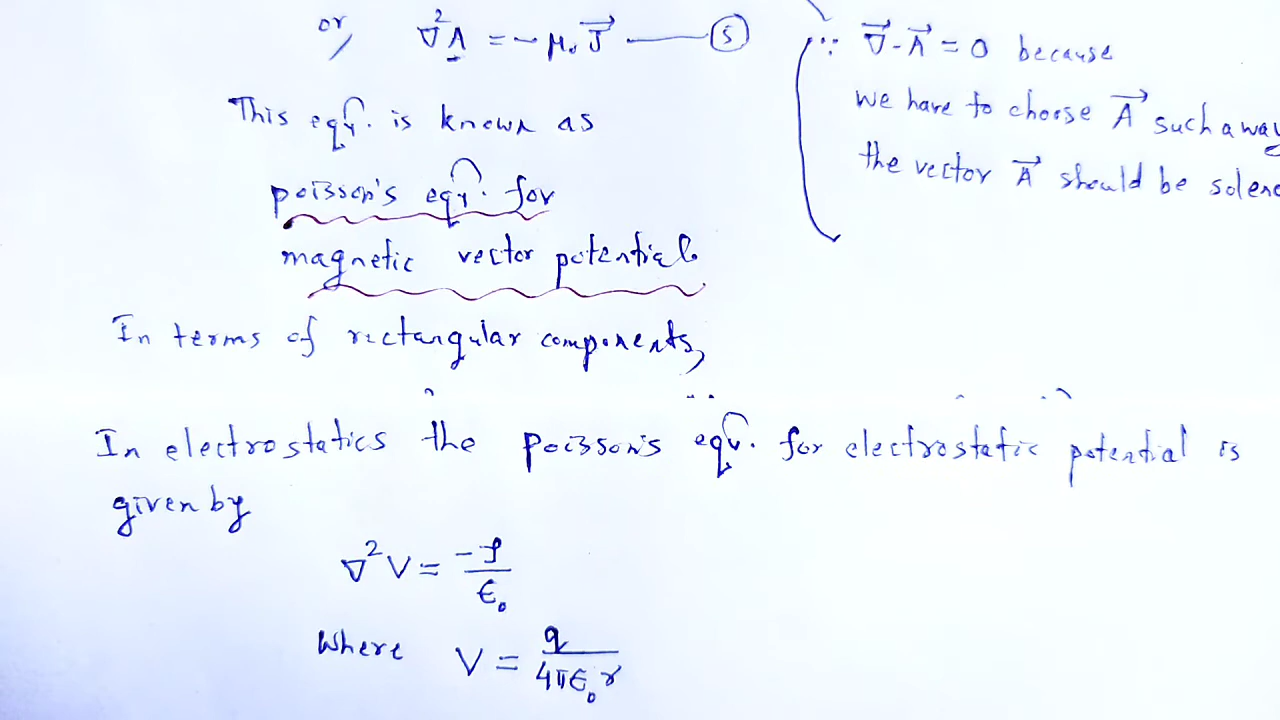 or, ∇²A = -μ₀J⃗ —— (5)
This eqⁿ. is known as
poisson's eqⁿ. for
magnetic vector potential
∵ ∇⃗-A⃗ = 0 because
we have to choose A⃗ such a way
the vector A⃗ should be solen
In terms of rectangular components,
In electrostatics the poisson's eqⁿ. for electrostatic potential is
given by
∇²V = -ρ/ϵ₀
Where V = q/4πϵ₀r